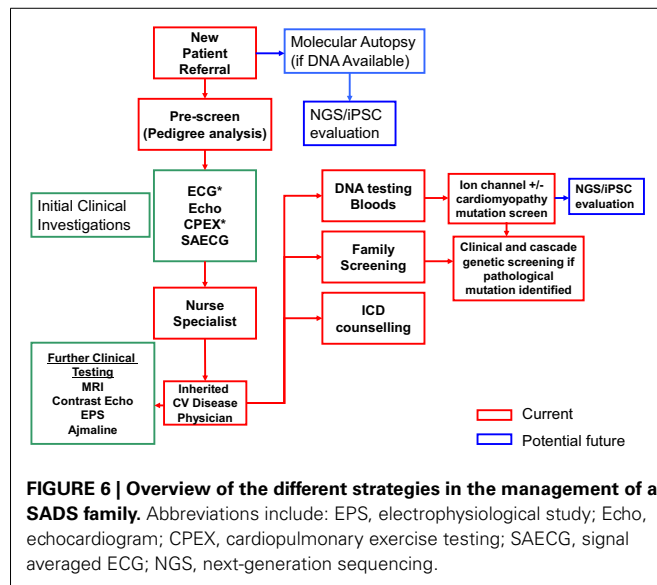 New
Patient
Referral
Molecular Autopsy
(if DNA Available)
NGS/iPSC
evaluation
Pre-screen
(Pedigree analysis)
Initial Clinical
Investigations
ECG*
Echo
CPEX*
SAECG
DNA testing
Bloods
Ion channel +/-
cardiomyopathy
mutation screen
NGS/iPSC
evaluation
Family
Screening
Clinical and cascade
genetic screening if
pathological
mutation identified
Nurse
Specialist
ICD
counselling
Further Clinical
Testing
MRI
Contrast Echo
EPS
Ajmaline
Inherited
CV Disease
Physician
Current
Potential future
FIGURE 6 | Overview of the different strategies in the management of a
SADS family. Abbreviations include: EPS, electrophysiological study; Echo,
echocardiogram; CPEX, cardiopulmonary exercise testing; SAECG, signal
averaged ECG; NGS, next-generation sequencing.